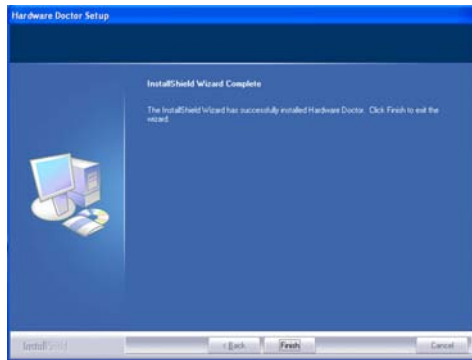 Hardware Doctor Setup
InstallShield Wizard Complete
The InstallShield Wizard has successfully installed Hardware Doctor. Click Finish to exit the
wizard.
InstallShield
< Back
Finish
Cancel